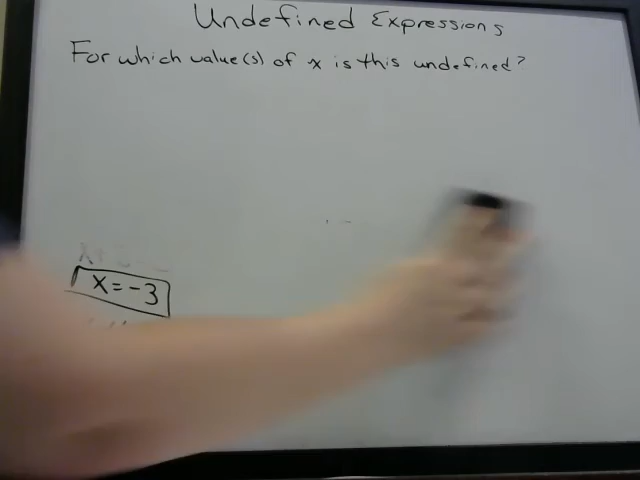 Undefined Expressions
For which value(s) of x is this undefined?
x = -3